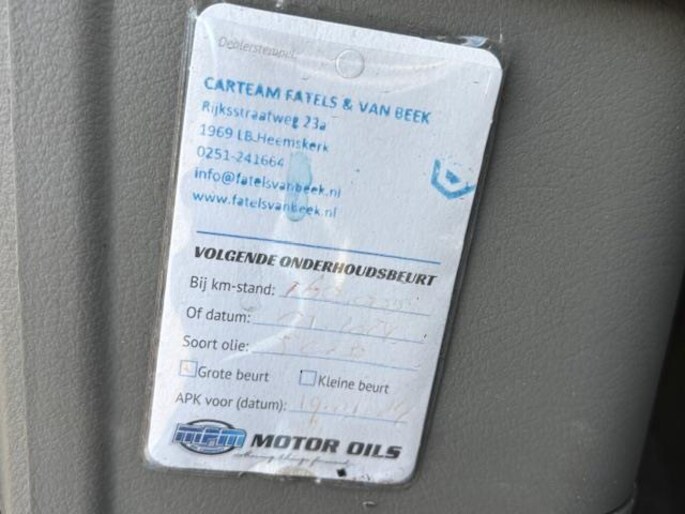 Dealerstempel:
CARTEAM FATELS & VAN BEEK
Rijksstraatweg 23a
1969 LB Heemskerk
0251-241664
info@fatelsvanbeek.nl
www.fatelsvanbeek.nl
VOLGENDE ONDERHOUDSBEURT
Bij km-stand:
Of datum:
Soort olie:
Grote beurt Kleine beurt
APK voor (datum):
MOTOR OILS